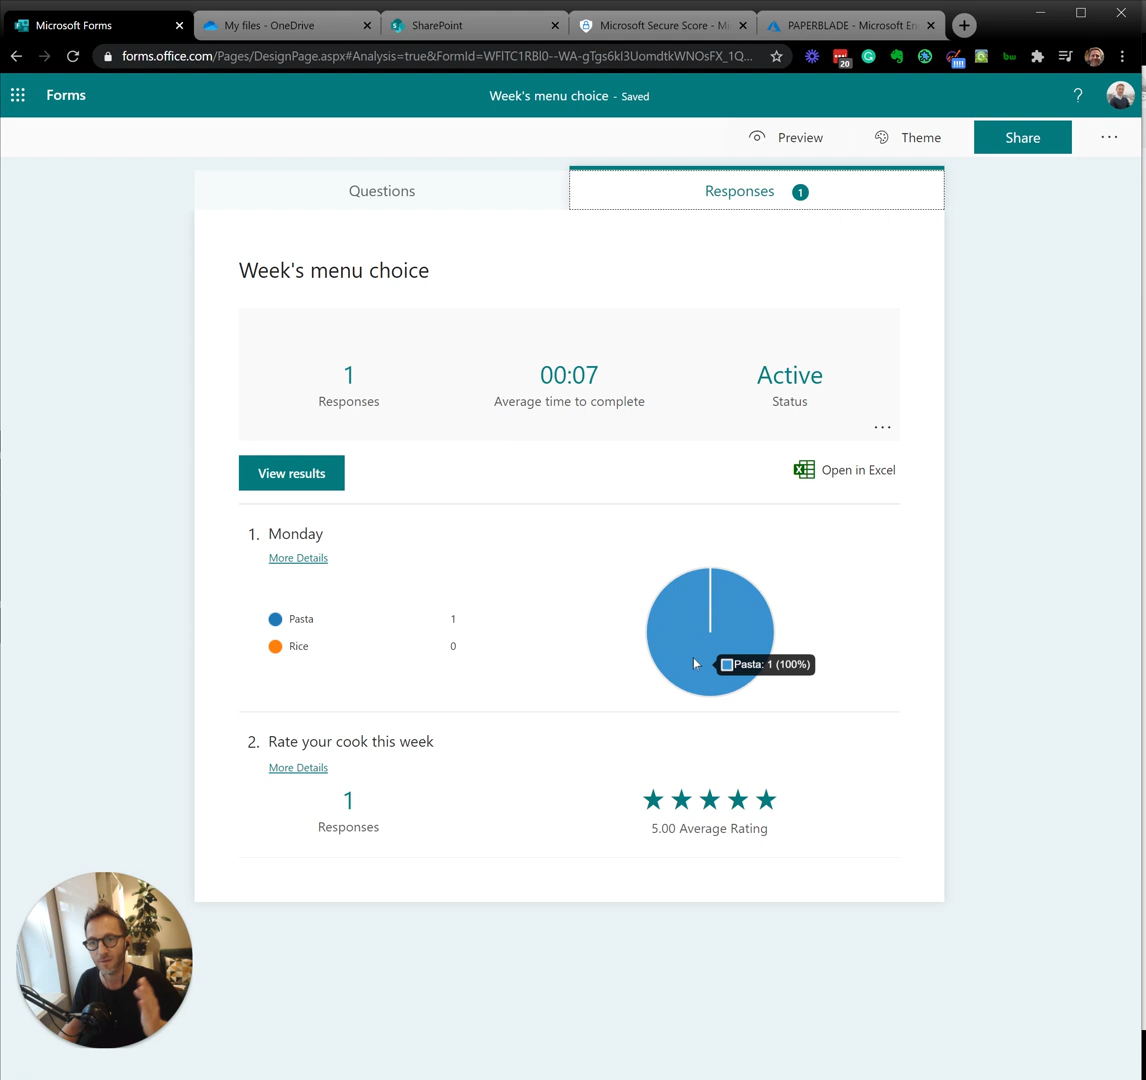 Microsoft Forms
My files - OneDrive
SharePoint
Microsoft Secure Score - Mi
PAPERBLADE - Microsoft En
forms.office.com/Pages/DesignPage.aspx#Analysis=true&FormId=WFITC1RBl0--WA-gTgs6kI3UomdtkWNOsFX_1Q...
20
1111
bw
Forms
Week's menu choice - Saved
?
Preview
Theme
Share
Questions
Responses 1
Week's menu choice
1
Responses
00:07
Average time to complete
Active
Status
View results
Open in Excel
1. Monday
More Details
Pasta 1
Rice 0
Pasta: 1 (100%)
2. Rate your cook this week
More Details
1
Responses
5.00 Average Rating